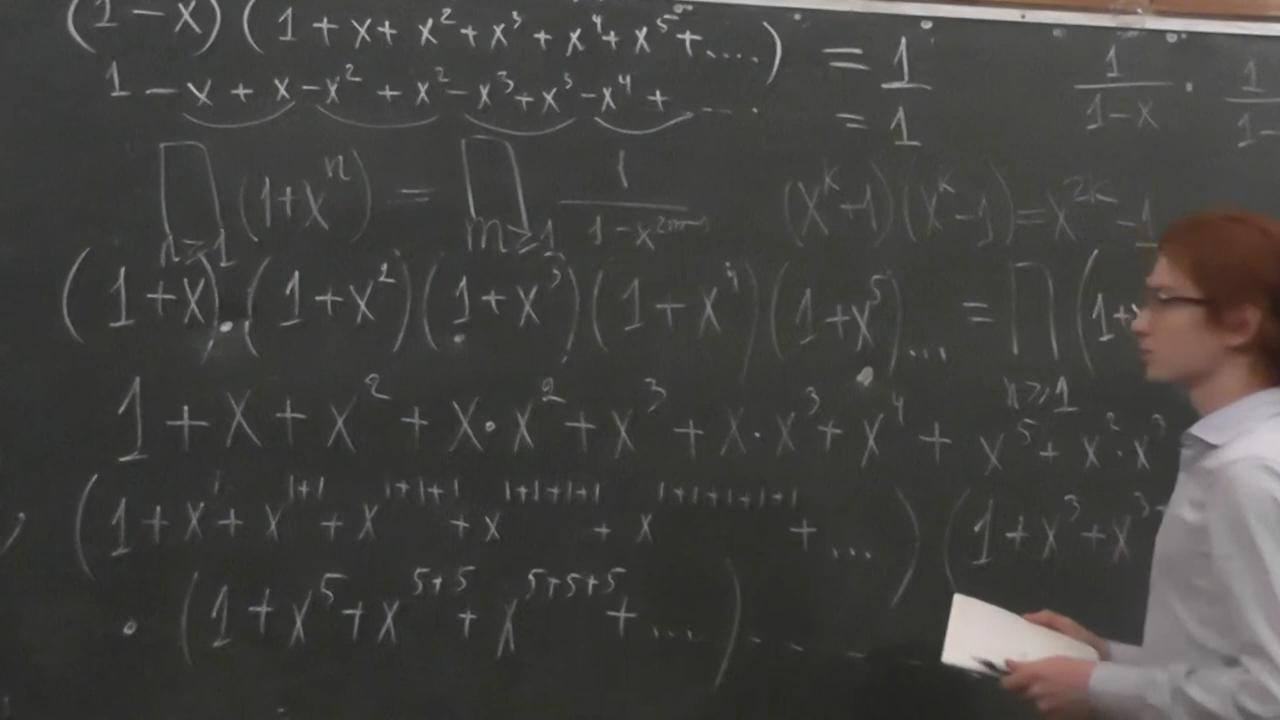 (1-x)(1+x+x²+x³+x⁴+x⁵+....) = 1    1/(1-x) · 1/(1-
1-x+x-x²+x²-x³+x³-x⁴+.... = 1
∏_{n≥1} (1+xⁿ) = ∏_{m≥1} 1/(1-x^{2m-1})    (x^k+1)(x^k-1)=x^{2k}-1
(1+x)·(1+x²)(1+x³)(1+x⁴)(1+x⁵)... = ∏_{n≥1} (1+x
1+x+x²+x·x²+x³+x·x³+x⁴+x⁵+x²·x³
, (1+x¹+x^{1+1}+x^{1+1+1}+x^{1+1+1+1}+x^{1+1+1+1+1}+...) (1+x³+x^{3+
· (1+x⁵+x^{5+5}+x^{5+5+5}+...) ....